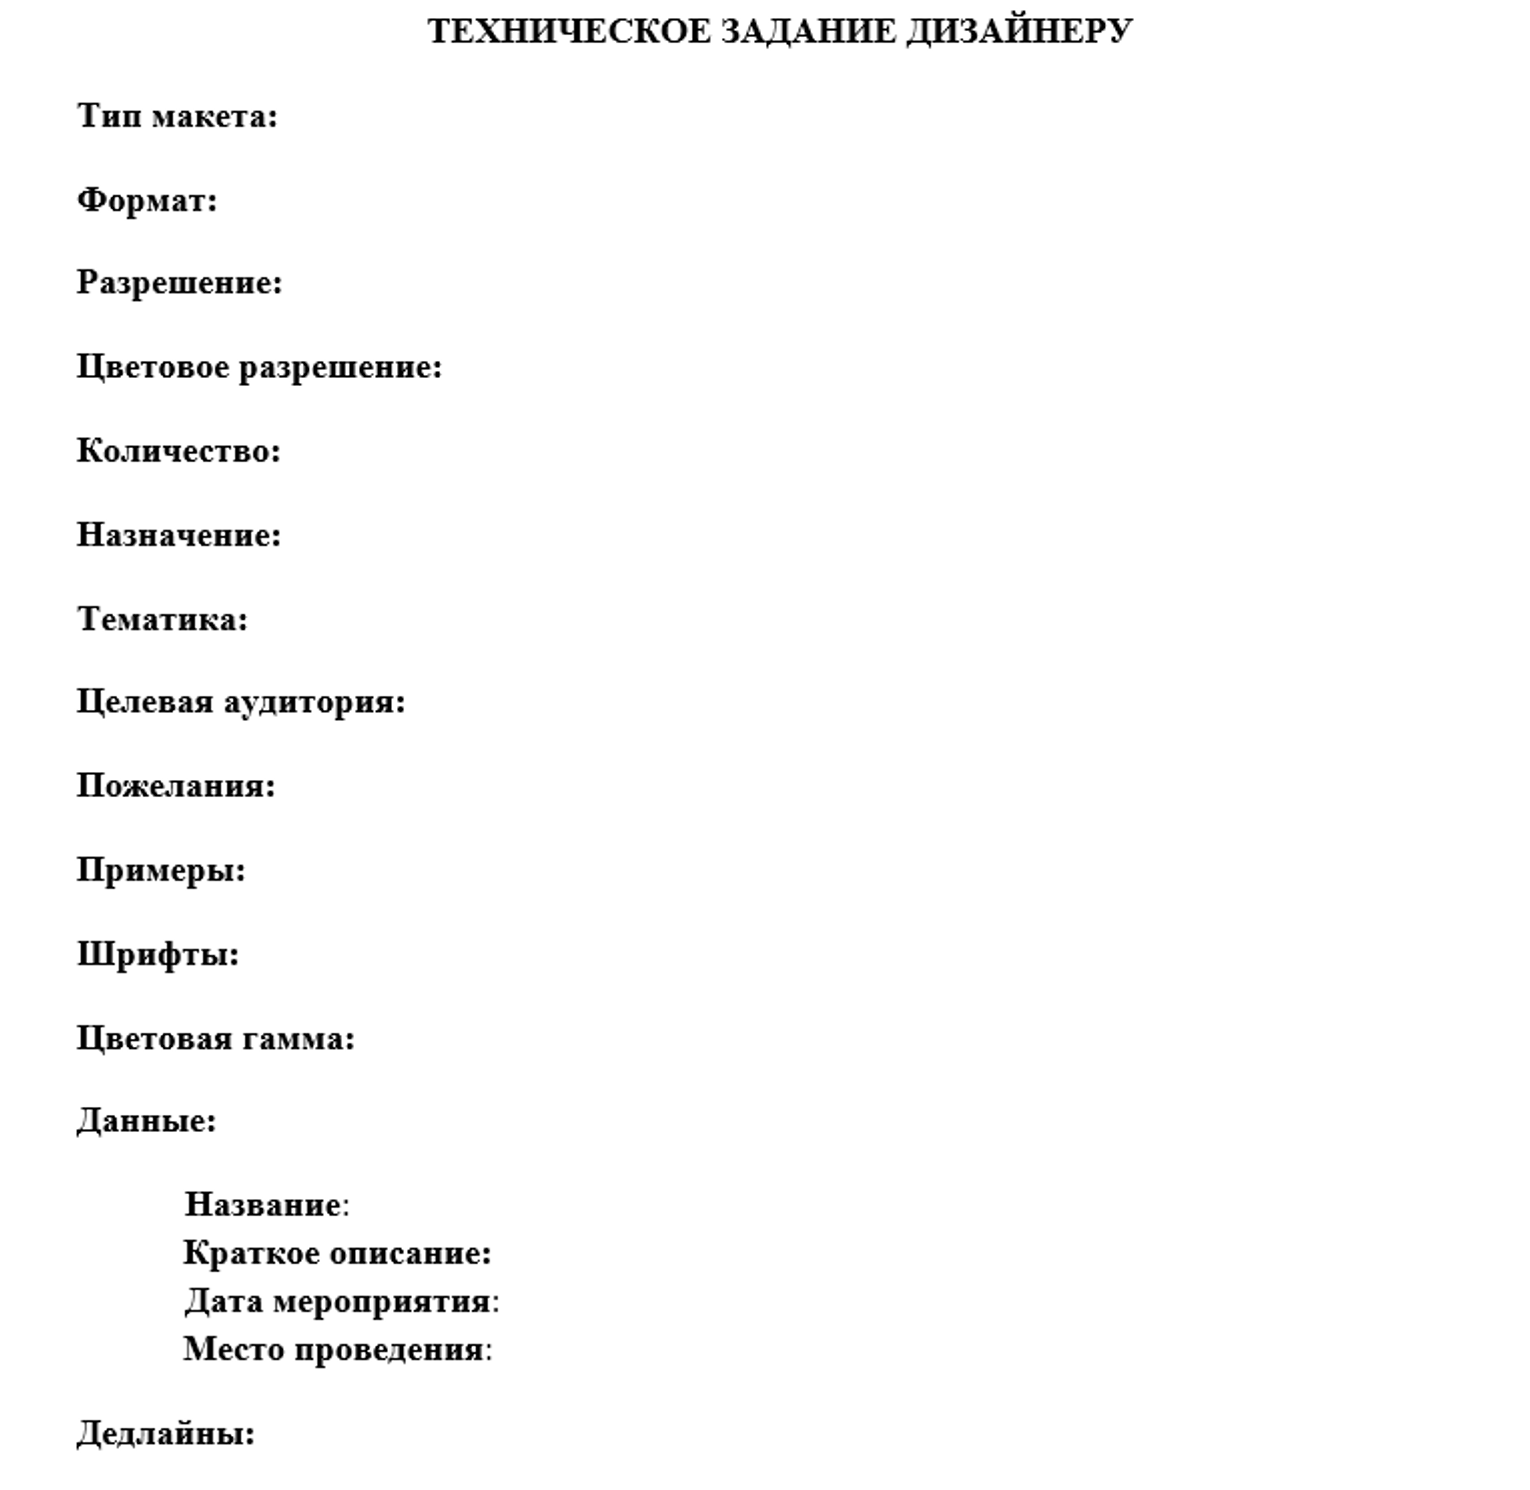 ТЕХНИЧЕСКОЕ ЗАДАНИЕ ДИЗАЙНЕРУ
Тип макета:
Формат:
Разрешение:
Цветовое разрешение:
Количество:
Назначение:
Тематика:
Целевая аудитория:
Пожелания:
Примеры:
Шрифты:
Цветовая гамма:
Данные:
Название:
Краткое описание:
Дата мероприятия:
Место проведения:
Дедлайны: